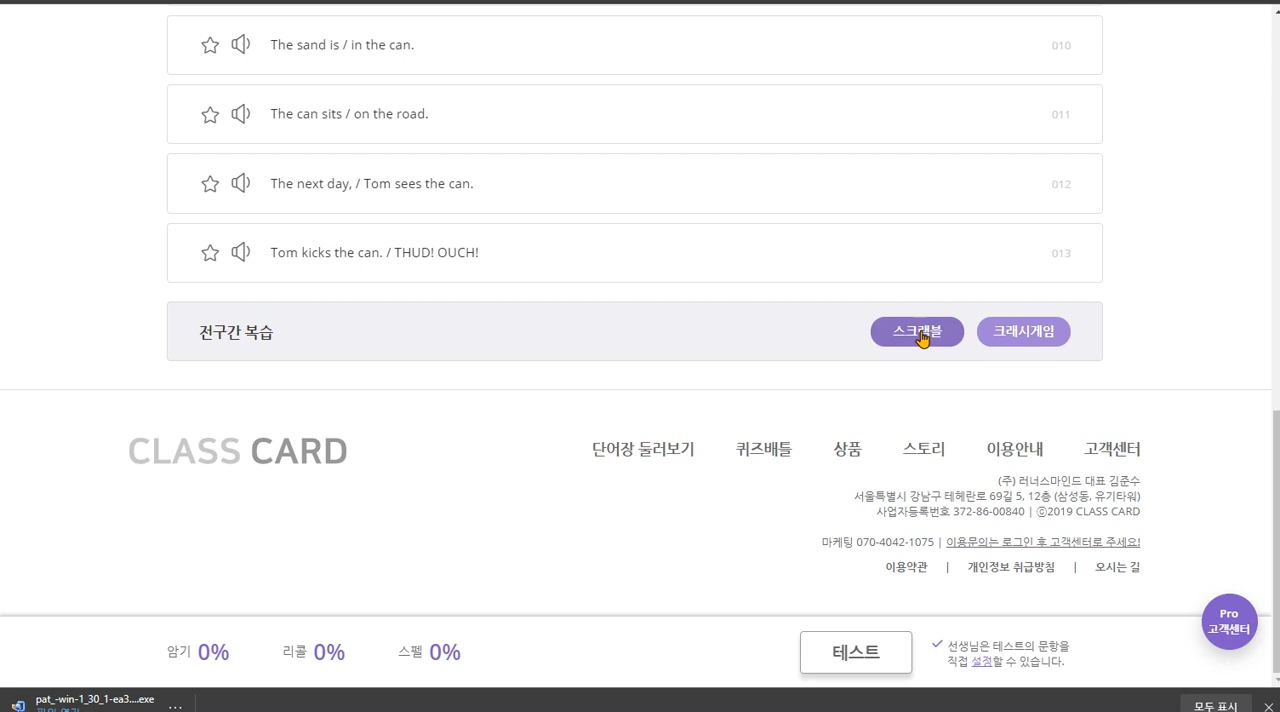 The sand is / in the can.
010
The can sits / on the road.
011
The next day, / Tom sees the can.
012
Tom kicks the can. / THUD! OUCH!
013
전구간 복습
스크램블
크래시게임
CLASS CARD
단어장 둘러보기 퀴즈배틀 상품 스토리 이용안내 고객센터
(주) 러너스마인드 대표 김준수
서울특별시 강남구 테헤란로 69길 5, 12층 (삼성동, 유기타워)
사업자등록번호 372-86-00840 | ⓒ2019 CLASS CARD
마케팅 070-4042-1075 | 이용문의는 로그인 후 고객센터로 주세요!
이용약관 | 개인정보 취급방침 | 오시는 길
Pro
고객센터
암기 0% 리콜 0% 스펠 0%
테스트
선생님은 테스트의 문항을
직접 설정할 수 있습니다.
pat_-win-1_30_1-ea3....exe
파일 열기
...
모두 표시